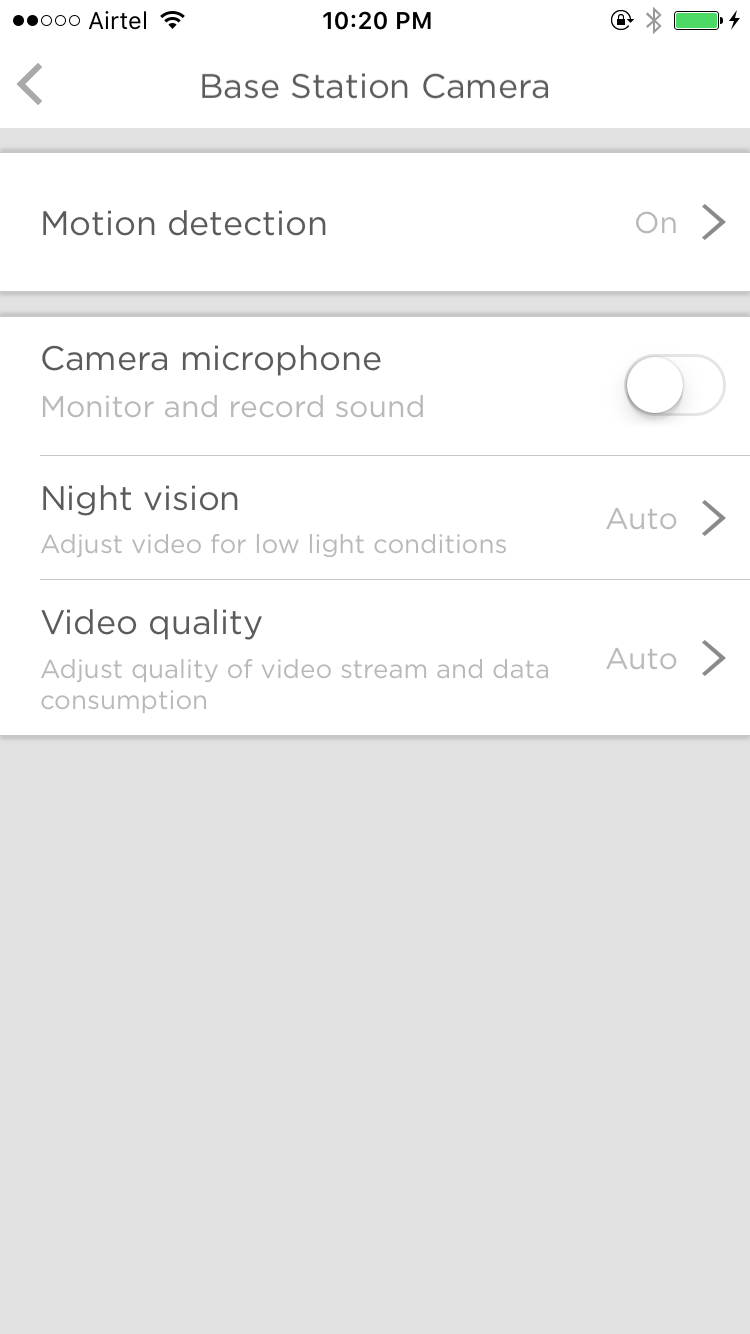 Airtel 10:20 PM
Base Station Camera
Motion detection On
Camera microphone
Monitor and record sound
Night vision
Adjust video for low light conditions
Auto
Video quality
Adjust quality of video stream and data
consumption
Auto